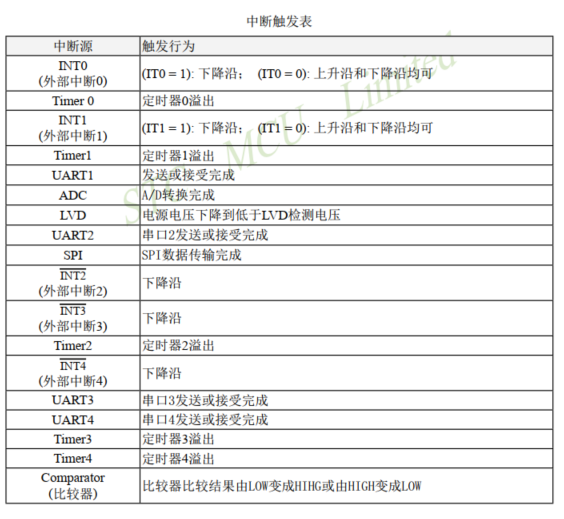 中断触发表
中断源 触发行为
INT0
(外部中断0) (IT0 = 1): 下降沿； (IT0 = 0): 上升沿和下降沿均可
Timer 0 定时器0溢出
INT1
(外部中断1) (IT1 = 1): 下降沿； (IT1 = 0): 上升沿和下降沿均可
Timer1 定时器1溢出
UART1 发送或接受完成
ADC A/D转换完成
LVD 电源电压下降到低于LVD检测电压
UART2 串口2发送或接受完成
SPI SPI数据传输完成
INT2
(外部中断2) 下降沿
INT3
(外部中断3) 下降沿
Timer2 定时器2溢出
INT4
(外部中断4) 下降沿
UART3 串口3发送或接受完成
UART4 串口4发送或接受完成
Timer3 定时器3溢出
Timer4 定时器4溢出
Comparator
(比较器) 比较器比较结果由LOW变成HIHG或由HIGH变成LOW
STC MCU Limited